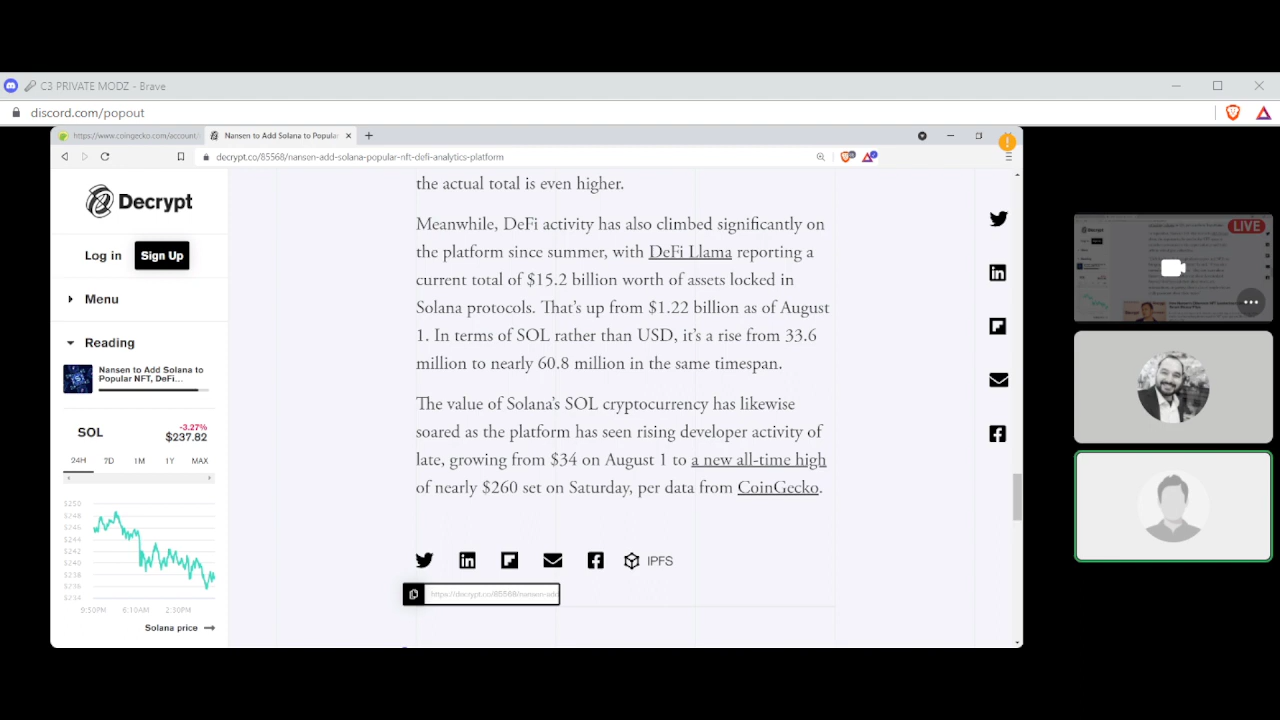 C3 PRIVATE MODZ - Brave
discord.com/popout
https://www.coingecko.com/account/
Nansen to Add Solana to Popular
decrypt.co/85568/nansen-add-solana-popular-nft-defi-analytics-platform
Decrypt
Log in
Sign Up
Menu
Reading
Nansen to Add Solana to
Popular NFT, DeFi...
SOL
-3.27%
$237.82
24H 7D 1M 1Y MAX
$250
$248
$246
$244
$242
$240
$238
$236
$234
9:50PM 6:10AM 2:30PM
Solana price
the actual total is even higher.
Meanwhile, DeFi activity has also climbed significantly on
the platform since summer, with DeFi Llama reporting a
current total of $15.2 billion worth of assets locked in
Solana protocols. That’s up from $1.22 billion as of August
1. In terms of SOL rather than USD, it’s a rise from 33.6
million to nearly 60.8 million in the same timespan.
The value of Solana’s SOL cryptocurrency has likewise
soared as the platform has seen rising developer activity of
late, growing from $34 on August 1 to a new all-time high
of nearly $260 set on Saturday, per data from CoinGecko.
IPFS
https://decrypt.co/85568/nansen-add
LIVE